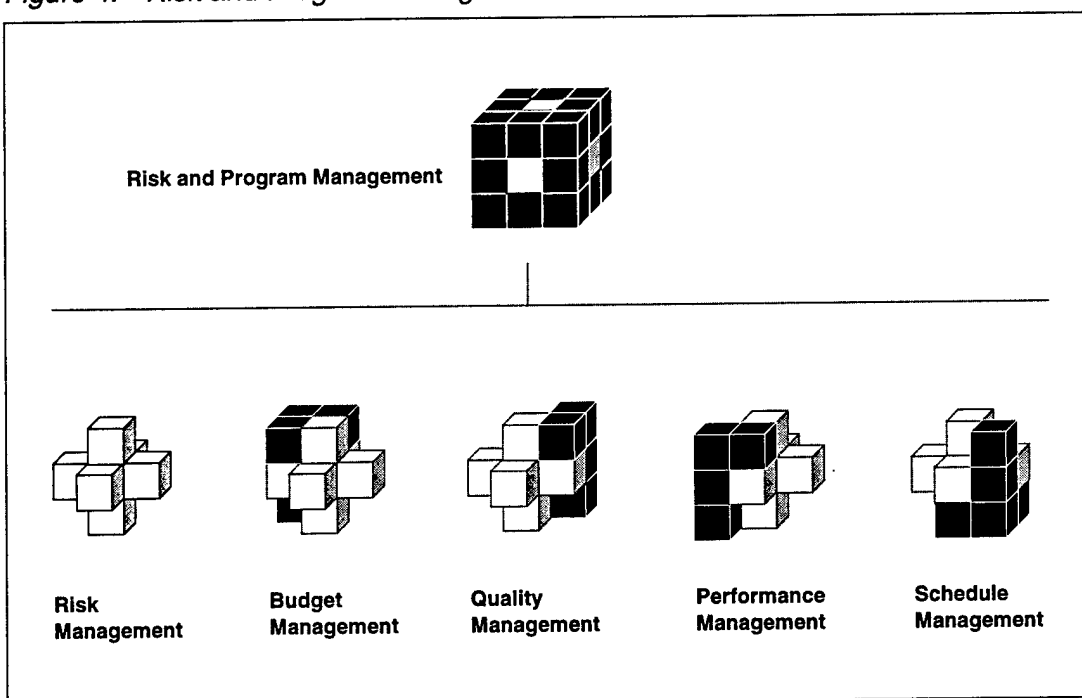 Risk and Program Management
Risk
Management
Budget
Management
Quality
Management
Performance
Management
Schedule
Management